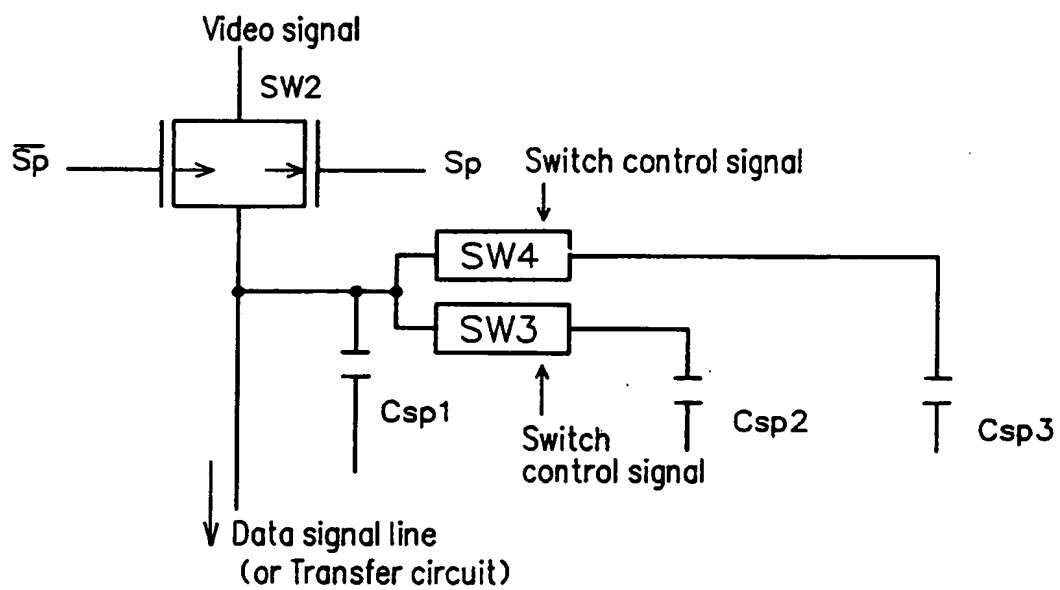 Video signal
SW2
S̅p̅
Sp
Switch control signal
SW4
SW3
Csp1
Csp2
Csp3
Switch
control signal
Data signal line
(or Transfer circuit)